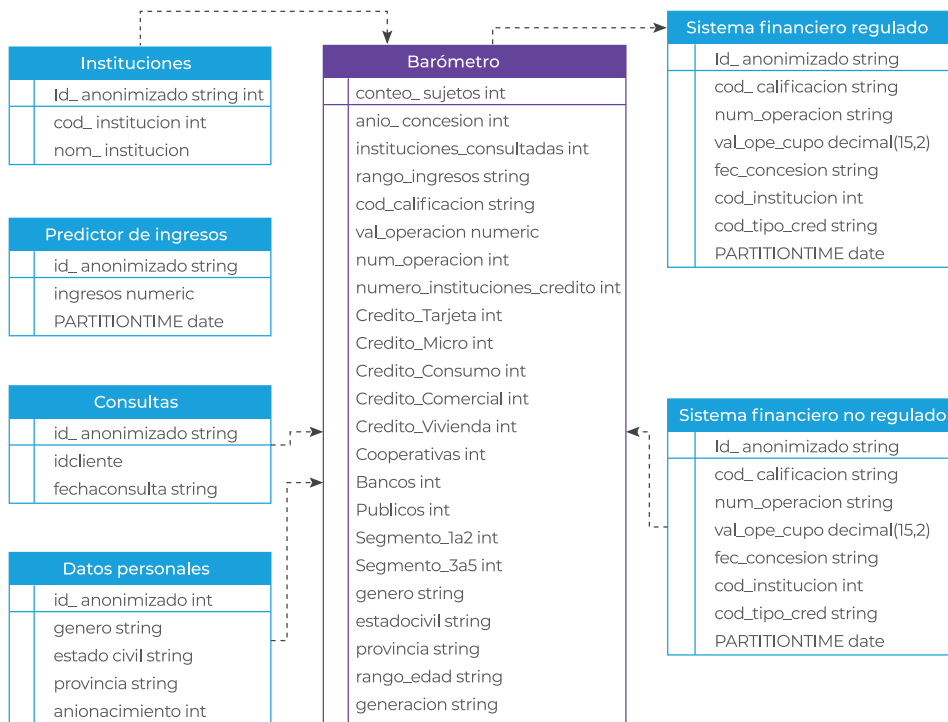 Instituciones
Id_ anonimizado string int
cod_ institucion int
nom_ institucion
Predictor de ingresos
id_ anonimizado string
ingresos numeric
PARTITIONTIME date
Consultas
id_ anonimizado string
idcliente
fechaconsulta string
Datos personales
id_ anonimizado int
genero string
estado civil string
provincia string
anionacimiento int
Barómetro
conteo_ sujetos int
anio_ concesion int
instituciones_consultadas int
rango_ingresos string
cod_calificacion string
val_operacion numeric
num_operacion int
numero_instituciones_credito int
Credito_Tarjeta int
Credito_Micro int
Credito_Consumo int
Credito_Comercial int
Credito_Vivienda int
Cooperativas int
Bancos int
Publicos int
Segmento_1a2 int
Segmento_3a5 int
genero string
estadocivil string
provincia string
rango_edad string
generacion string
Sistema financiero regulado
Id_ anonimizado string
cod_ calificacion string
num_operacion string
val_ope_cupo decimal(15,2)
fec_concesion string
cod_institucion int
cod_tipo_cred string
PARTITIONTIME date
Sistema financiero no regulado
Id_ anonimizado string
cod_ calificacion string
num_operacion string
val_ope_cupo decimal(15,2)
fec_concesion string
cod_institucion int
cod_tipo_cred string
PARTITIONTIME date